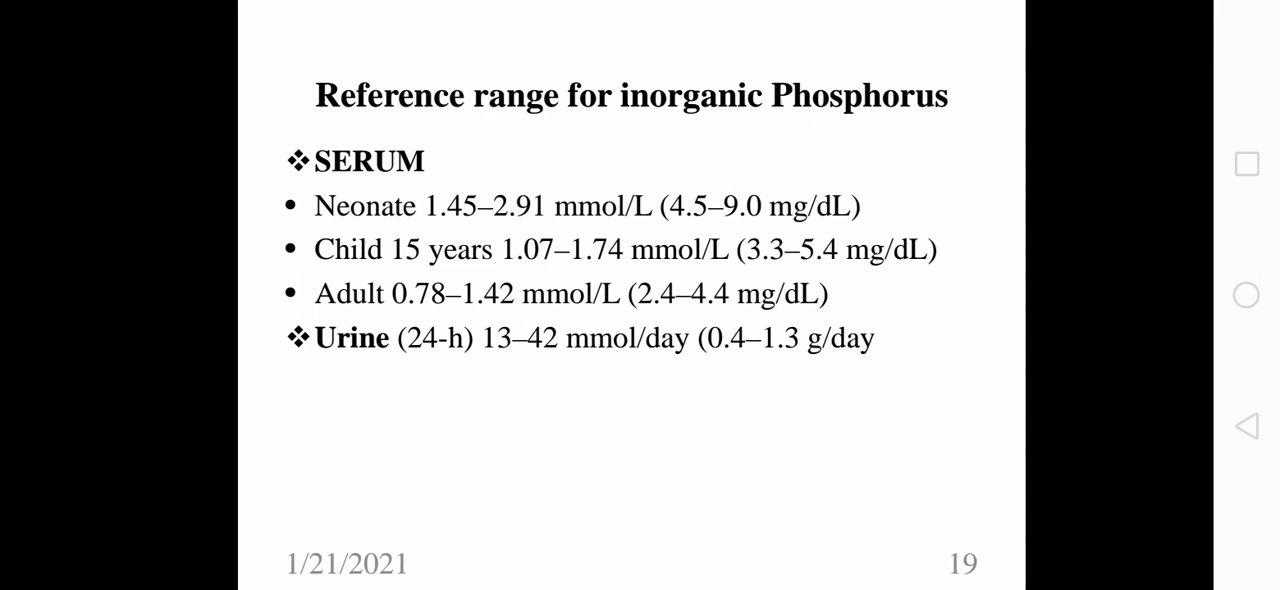 Reference range for inorganic Phosphorus
❖SERUM
• Neonate 1.45–2.91 mmol/L (4.5–9.0 mg/dL)
• Child 15 years 1.07–1.74 mmol/L (3.3–5.4 mg/dL)
• Adult 0.78–1.42 mmol/L (2.4–4.4 mg/dL)
❖Urine (24-h) 13–42 mmol/day (0.4–1.3 g/day
1/21/2021
19